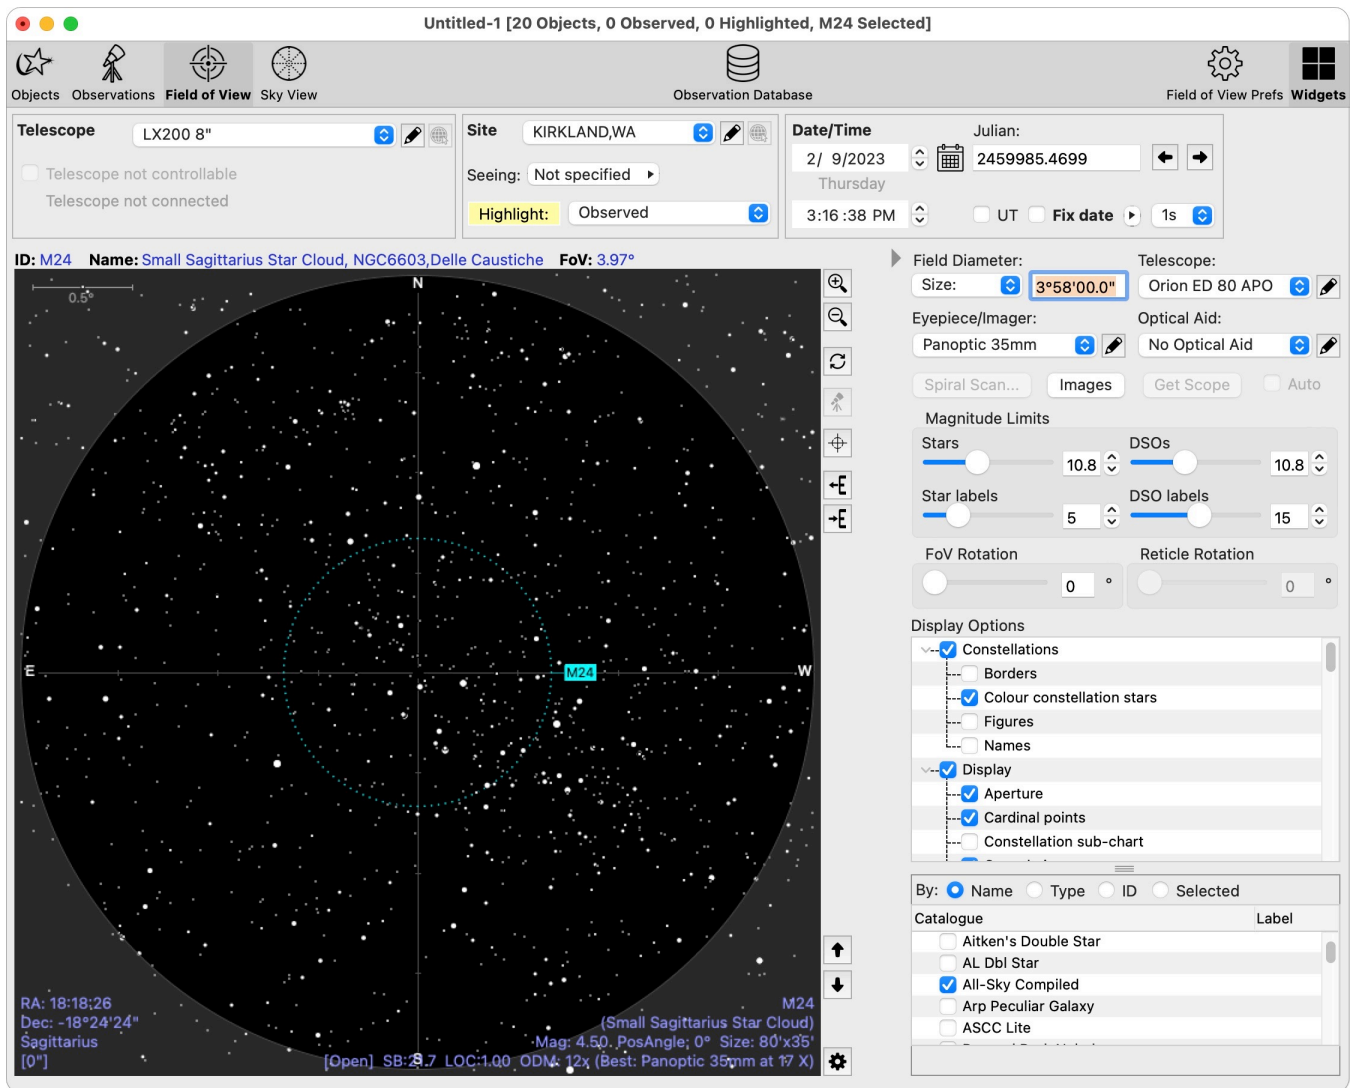 Untitled-1 [20 Objects, 0 Observed, 0 Highlighted, M24 Selected]
Objects Observations Field of View Sky View Observation Database Field of View Prefs Widgets
Telescope LX200 8"
Telescope not controllable
Telescope not connected
Site KIRKLAND,WA
Seeing: Not specified
Highlight: Observed
Date/Time Julian:
2/ 9/2023 2459985.4699
Thursday
3:16:38 PM UT Fix date 1s
ID: M24 Name: Small Sagittarius Star Cloud, NGC6603,Delle Caustiche FoV: 3.97°
0.5°
N
E
M24
W
S
RA: 18:18:26
Dec: -18°24'24"
Sagittarius
[0"]
M24
(Small Sagittarius Star Cloud)
Mag: 4.50 PosAngle: 0° Size: 80'x35'
[Open] LOC:1.00 ODM: 12x (Best: Panoptic 35mm at 17 X)
Field Diameter: Telescope:
Size: 3°58'00.0" Orion ED 80 APO
Eyepiece/Imager: Optical Aid:
Panoptic 35mm No Optical Aid
Spiral Scan... Images Get Scope Auto
Magnitude Limits
Stars DSOs
10.8 10.8
Star labels DSO labels
5 15
FoV Rotation Reticle Rotation
0 ° 0 °
Display Options
Constellations
Borders
Colour constellation stars
Figures
Names
Display
Aperture
Cardinal points
Constellation sub-chart
By: Name Type ID Selected
Catalogue Label
Aitken's Double Star
AL Dbl Star
All-Sky Compiled
Arp Peculiar Galaxy
ASCC Lite